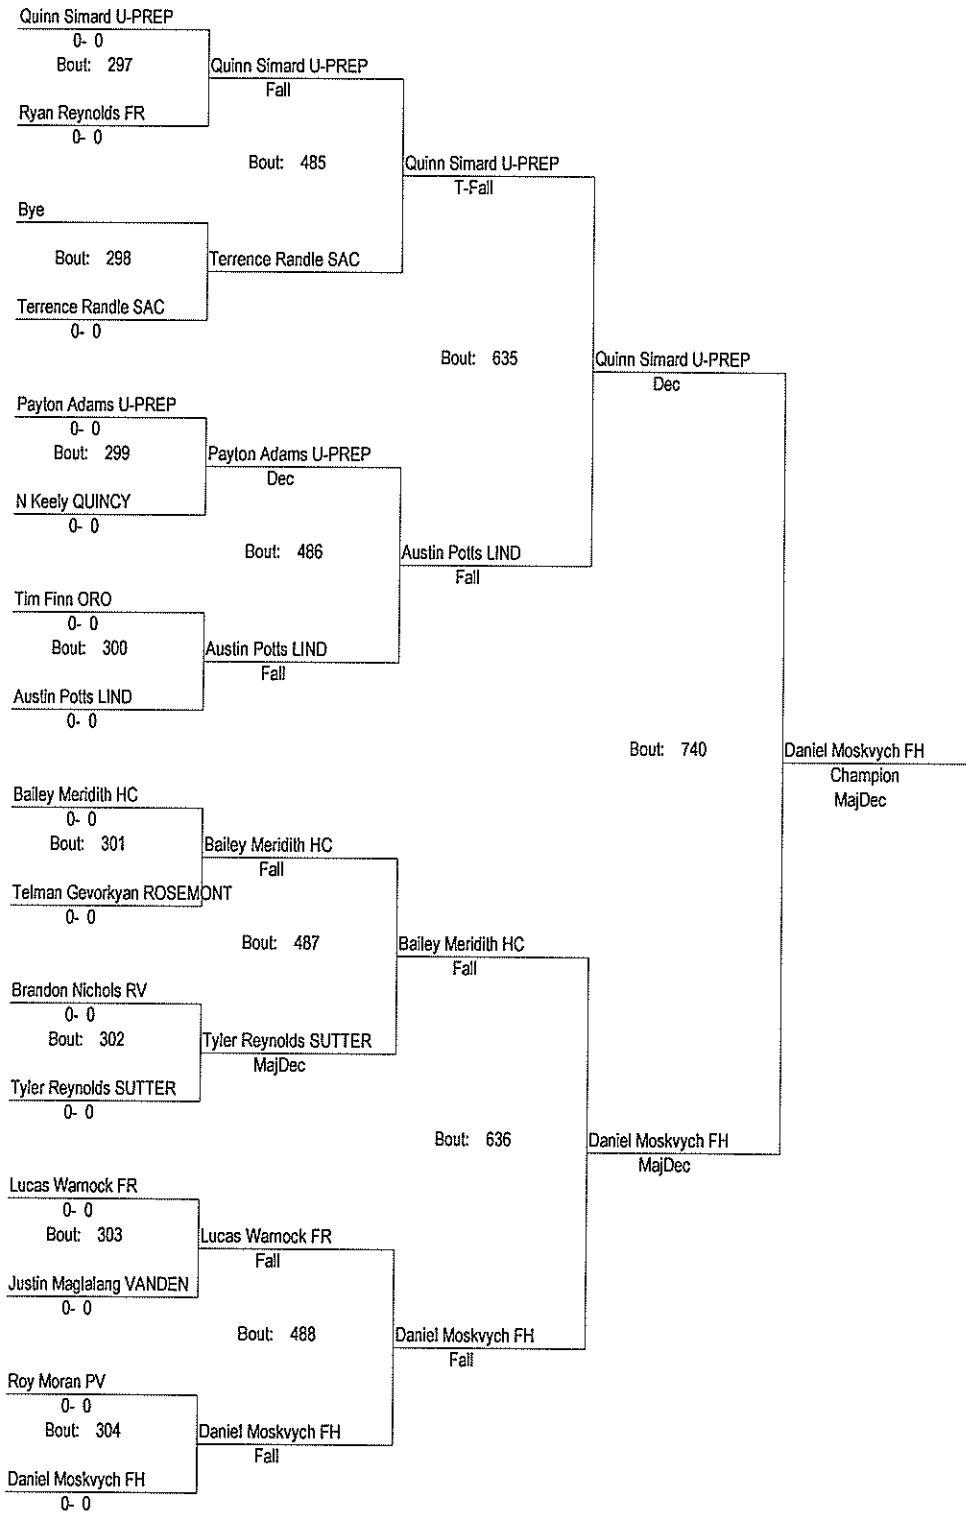 Quinn Simard U-PREP
0- 0
Bout: 297
Quinn Simard U-PREP
Fall
Ryan Reynolds FR
0- 0
Bout: 485
Quinn Simard U-PREP
T-Fall
Bye
Bout: 298
Terrence Randle SAC
Terrence Randle SAC
0- 0
Bout: 635
Quinn Simard U-PREP
Dec
Payton Adams U-PREP
0- 0
Bout: 299
Payton Adams U-PREP
Dec
N Keely QUINCY
0- 0
Bout: 486
Austin Potts LIND
Fall
Tim Finn ORO
0- 0
Bout: 300
Austin Potts LIND
Fall
Austin Potts LIND
0- 0
Bout: 740
Daniel Moskvych FH
Champion
MajDec
Bailey Meridith HC
0- 0
Bout: 301
Bailey Meridith HC
Fall
Telman Gevorkyan ROSEMONT
0- 0
Bout: 487
Bailey Meridith HC
Fall
Brandon Nichols RV
0- 0
Bout: 302
Tyler Reynolds SUTTER
MajDec
Tyler Reynolds SUTTER
0- 0
Bout: 636
Daniel Moskvych FH
MajDec
Lucas Warnock FR
0- 0
Bout: 303
Lucas Warnock FR
Fall
Justin Maglalang VANDEN
0- 0
Bout: 488
Daniel Moskvych FH
Fall
Roy Moran PV
0- 0
Bout: 304
Daniel Moskvych FH
Fall
Daniel Moskvych FH
0- 0